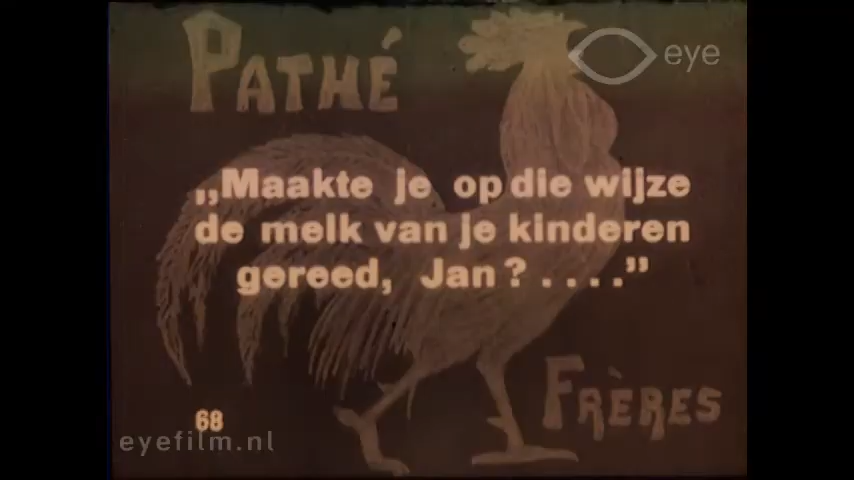 PATHÉ
eye
„Maakte je op die wijze
de melk van je kinderen
gereed, Jan?....”
FRÈRES
68
eyefilm.nl